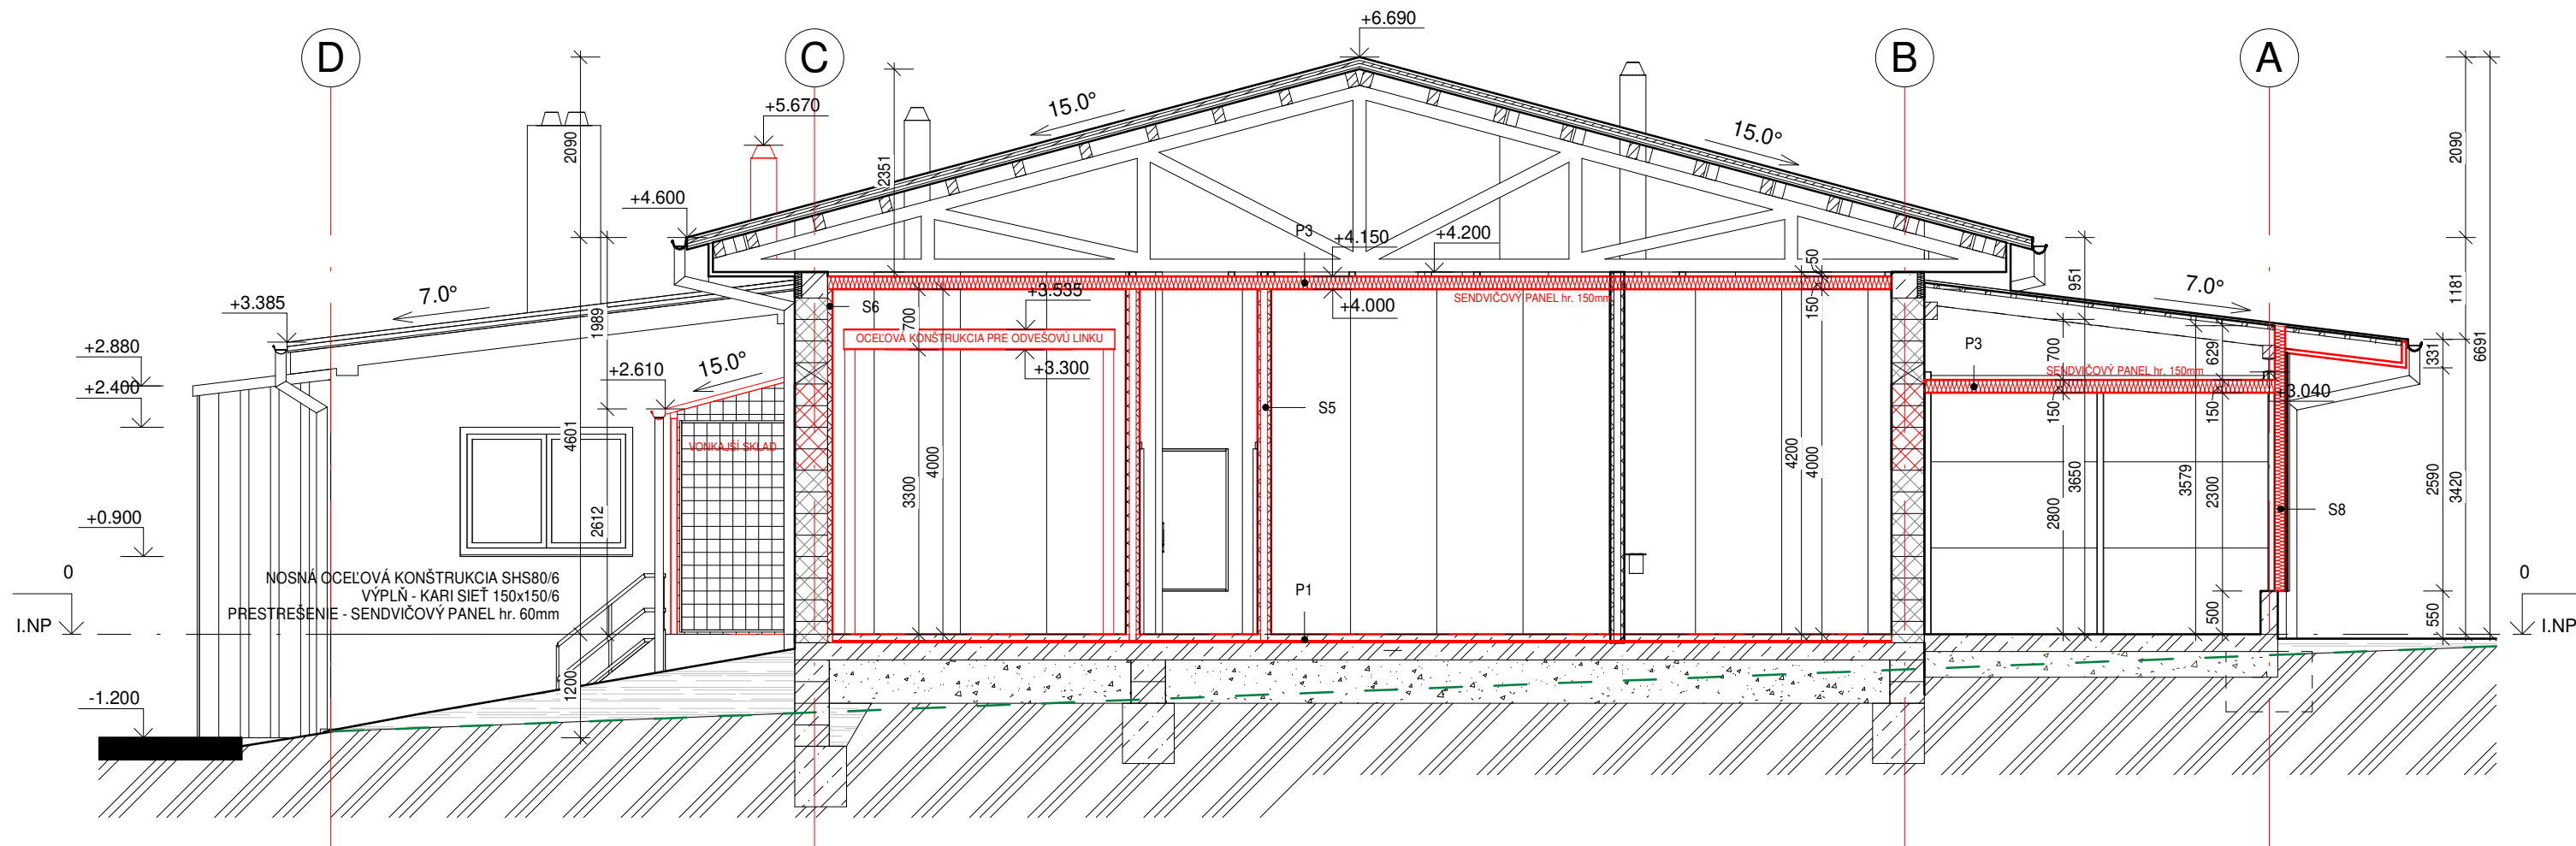 D
C
B
A
+6.690
+5.670
15.0°
15.0°
2090
2351
2090
+4.600
P3
+4.150
+4.200
50
951
1181
6691
7.0°
7.0°
+3.385
1989
S6
+3.535
SENDVIČOVÝ PANEL hr. 150mm
+4.000
150
700
OCEĽOVÁ KONŠTRUKCIA PRE ODVEŠOVÚ LINKU
+3.300
+2.880
+2.400
+2.610
15.0°
P3
700
629
331
SENDVIČOVÝ PANEL hr. 150mm
+3.040
150
150
S5
4601
VONKAJŠÍ SKLAD
3300
4000
4200
4000
2800
3650
3579
2300
2590
3420
S8
+0.900
2612
0
I.NP
NOSNÁ OCEĽOVÁ KONŠTRUKCIA SHS80/6
VÝPLŇ - KARI SIEŤ 150x150/6
PRESTREŠENIE - SENDVIČOVÝ PANEL hr. 60mm
P1
500
550
0
I.NP
-1.200
1200